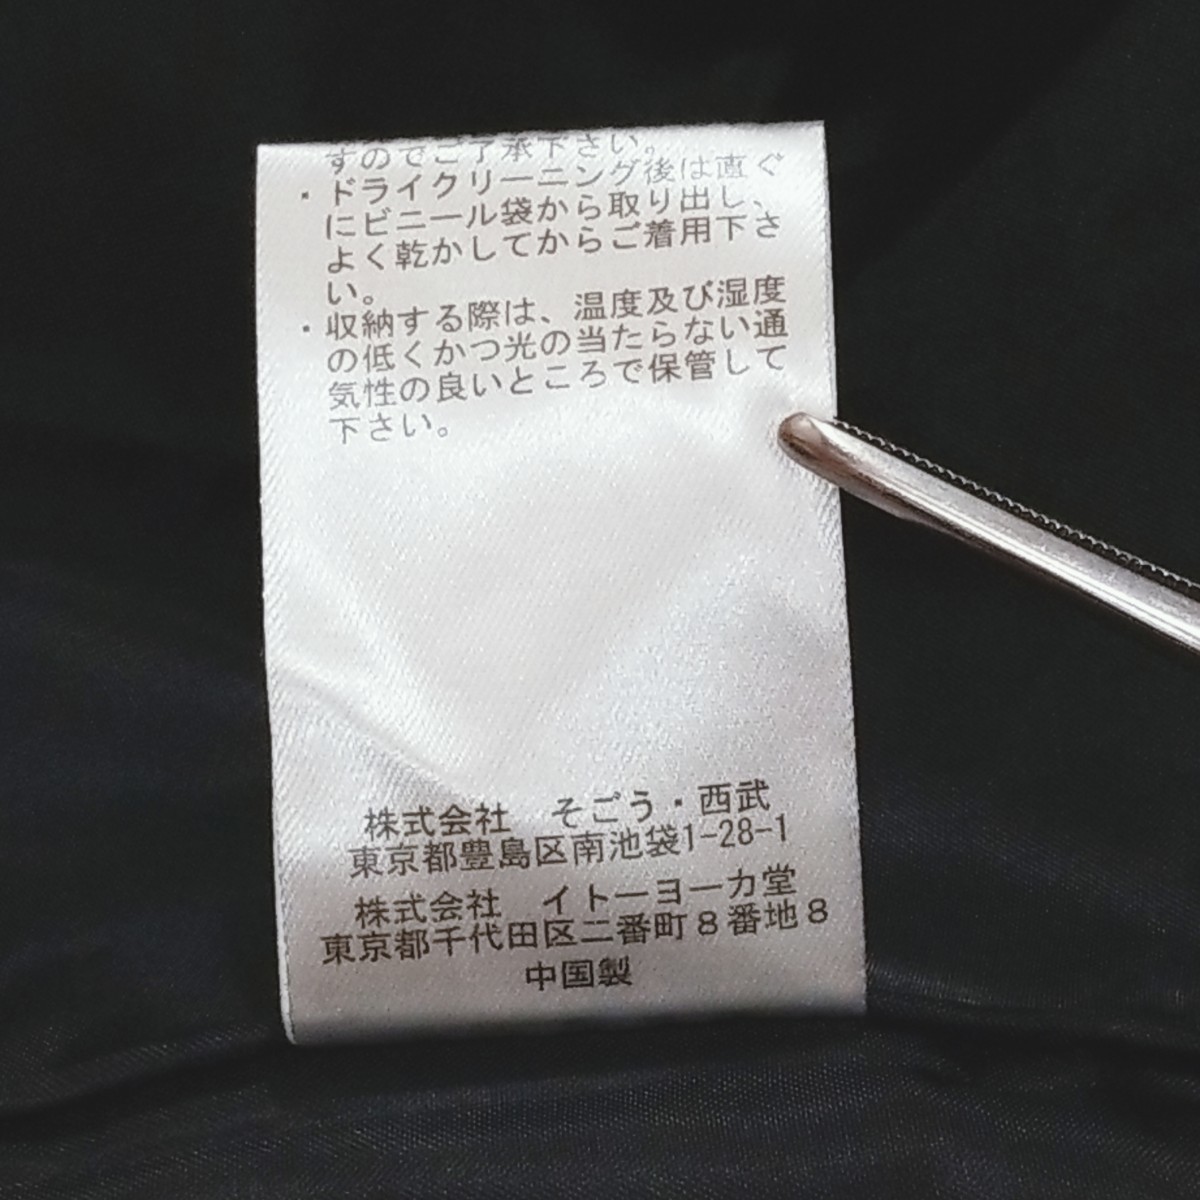 すのでご了承下さい。
・ドライクリーニング後は直ぐ
にビニール袋から取り出し、
よく乾かしてからご着用下さ
い。
・収納する際は、温度及び湿度
の低くかつ光の当たらない通
気性の良いところで保管して
下さい。
株式会社　そごう・西武
東京都豊島区南池袋1-28-1
株式会社　イトーヨーカ堂
東京都千代田区二番町８番地８
中国製